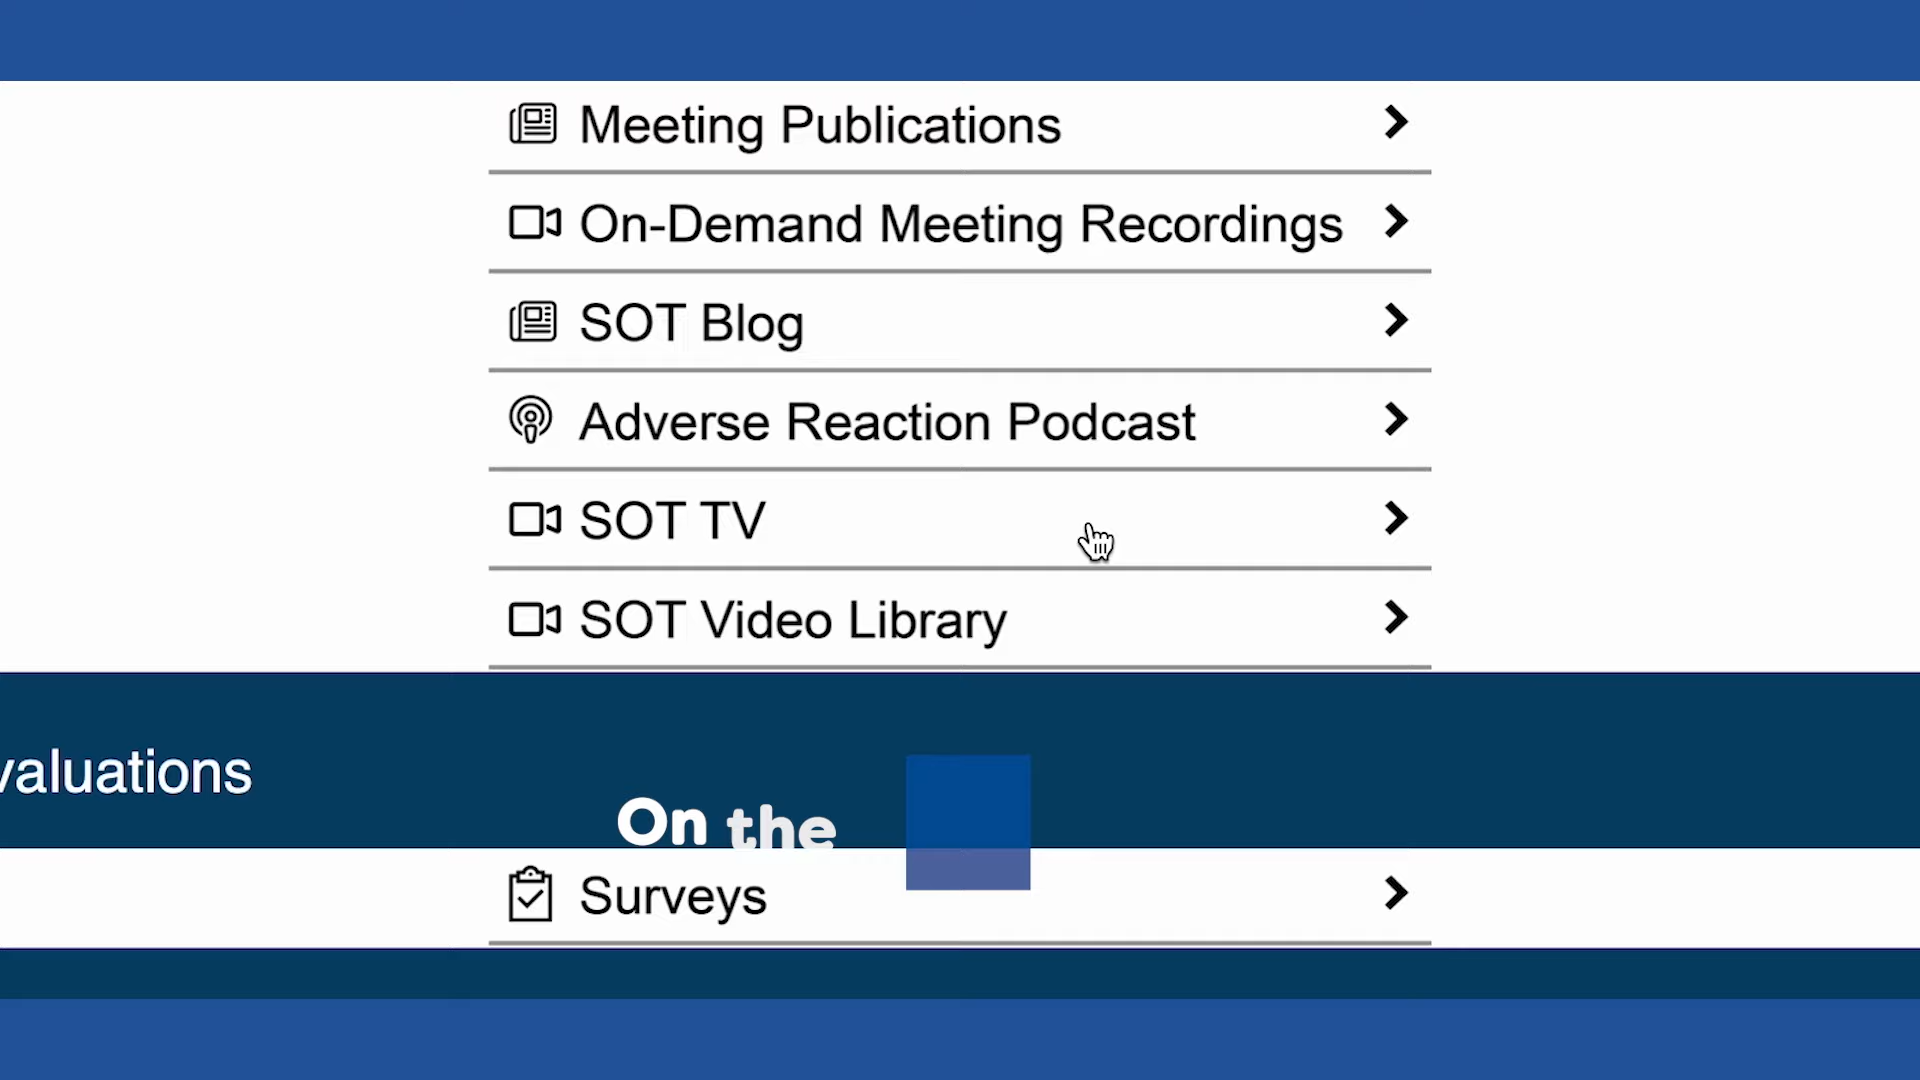 Meeting Publications
On-Demand Meeting Recordings
SOT Blog
Adverse Reaction Podcast
SOT TV
SOT Video Library
valuations
On the
Surveys